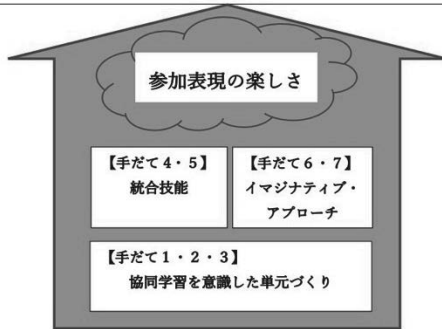 参加表現の楽しさ
【手だて４・５】
統合技能
【手だて６・７】
イマジナティブ・
アプローチ
【手だて１・２・３】
協同学習を意識した単元づくり